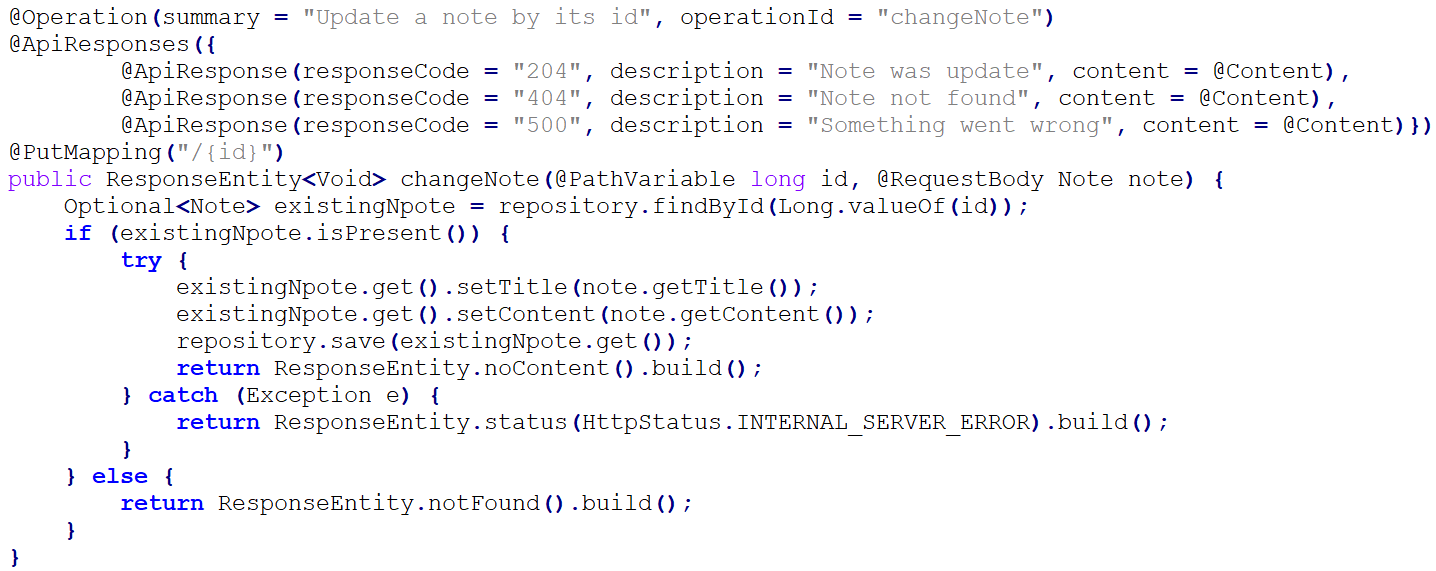 @Operation(summary = "Update a note by its id", operationId = "changeNote")
@ApiResponses({
        @ApiResponse(responseCode = "204", description = "Note was update", content = @Content),
        @ApiResponse(responseCode = "404", description = "Note not found", content = @Content),
        @ApiResponse(responseCode = "500", description = "Something went wrong", content = @Content)})
@PutMapping("/{id}")
public ResponseEntity<Void> changeNote(@PathVariable long id, @RequestBody Note note) {
    Optional<Note> existingNpote = repository.findById(Long.valueOf(id));
    if (existingNpote.isPresent()) {
        try {
            existingNpote.get().setTitle(note.getTitle());
            existingNpote.get().setContent(note.getContent());
            repository.save(existingNpote.get());
            return ResponseEntity.noContent().build();
        } catch (Exception e) {
            return ResponseEntity.status(HttpStatus.INTERNAL_SERVER_ERROR).build();
        }
    } else {
        return ResponseEntity.notFound().build();
    }
}